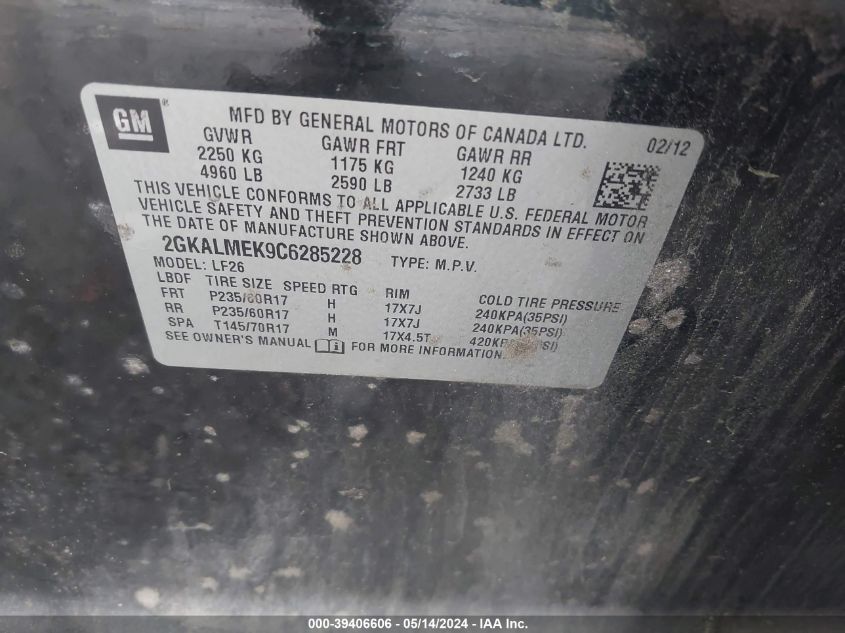 GM ®
MFD BY GENERAL MOTORS OF CANADA LTD. 02/12
GVWR GAWR FRT GAWR RR
2250 KG 1175 KG 1240 KG
4960 LB 2590 LB 2733 LB
THIS VEHICLE CONFORMS TO ALL APPLICABLE U.S. FEDERAL MOTOR
VEHICLE SAFETY AND THEFT PREVENTION STANDARDS IN EFFECT ON
THE DATE OF MANUFACTURE SHOWN ABOVE.
2GKALMEK9C6285228 TYPE: M.P.V.
MODEL: LF26
LBDF TIRE SIZE SPEED RTG RIM COLD TIRE PRESSURE
FRT P235/60R17 H 17X7J 240KPA(35PSI)
RR P235/60R17 H 17X7J 240KPA(35PSI)
SPA T145/70R17 M 17X4.5T
SEE OWNER'S MANUAL FOR MORE INFORMATION
000-39406606 / 05/14/2024 - IAA Inc.